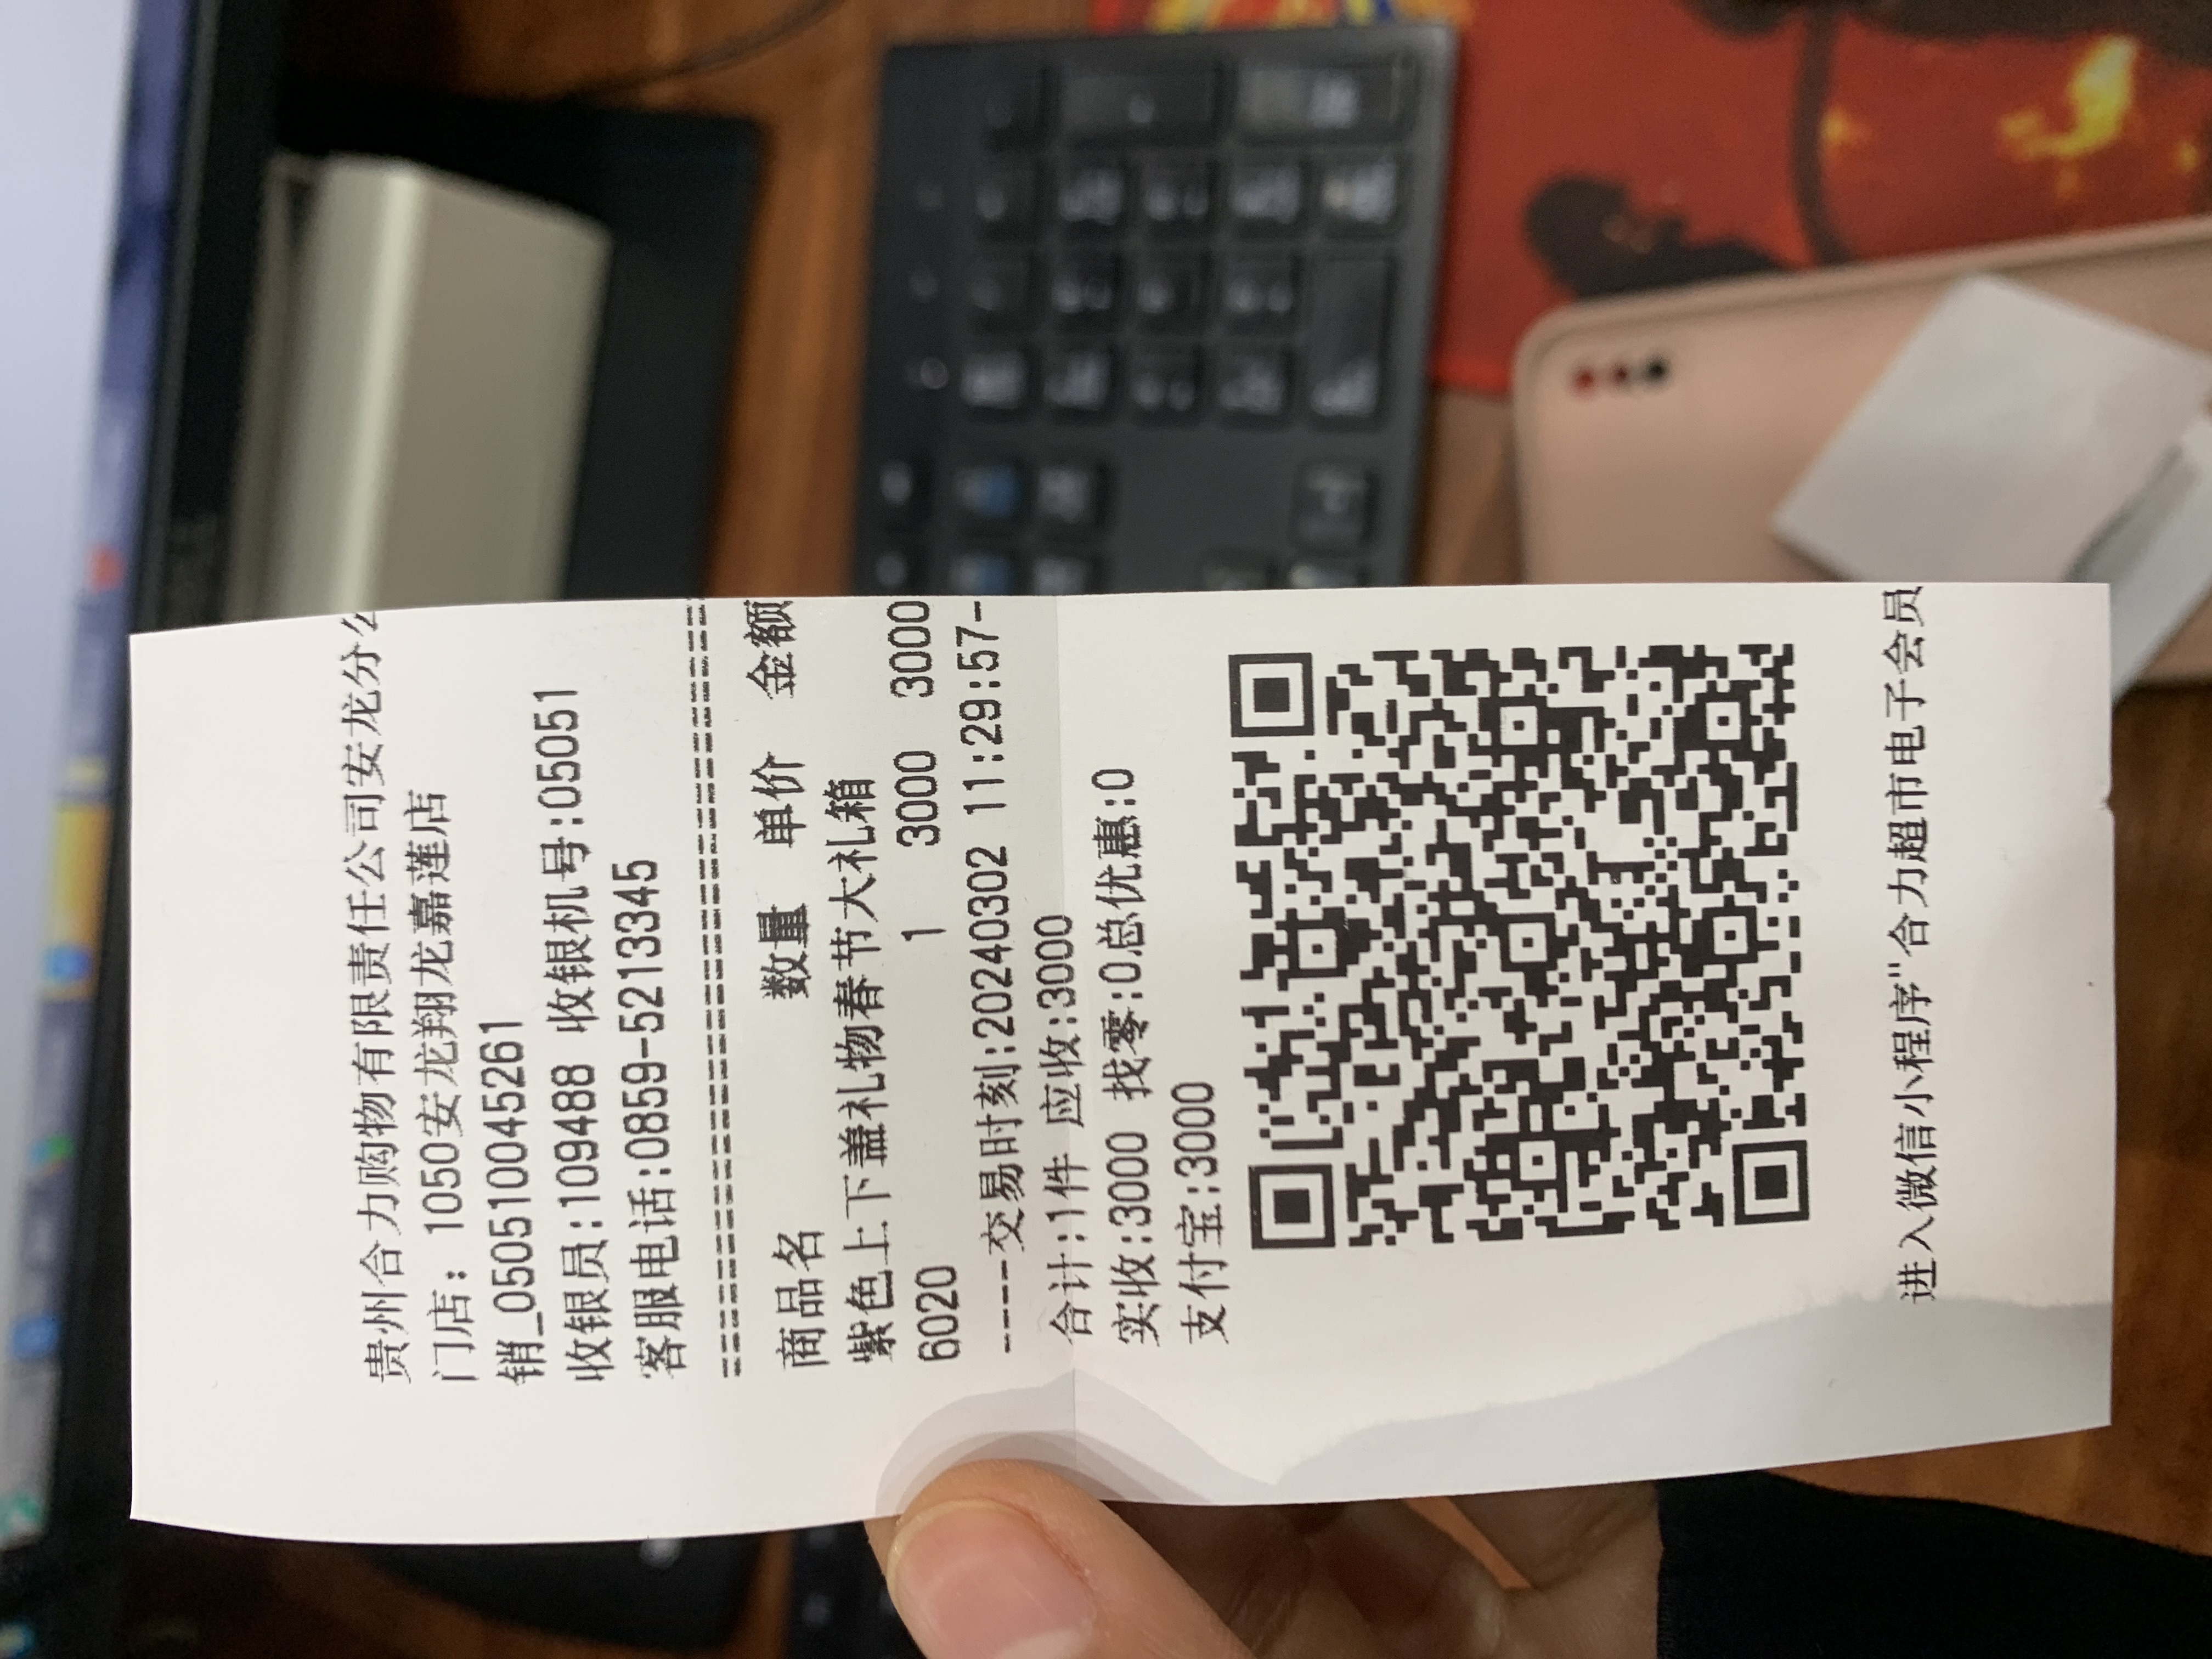 贵州合力购物有限责任公司安龙分公
门店: 1050安龙翔龙嘉莲店
销_0505100045261
收银员:109488 收银机号:05051
客服电话:0859-5213345
商品名 数量 单价 金额
紫色上下盖礼物春节大礼箱
6020 1 3000 3000
----交易时刻:20240302 11:29:57-
合计:1件 应收:3000
实收:3000 找零:0总优惠:0
支付宝:3000
进入微信小程序"合力超市电子会员